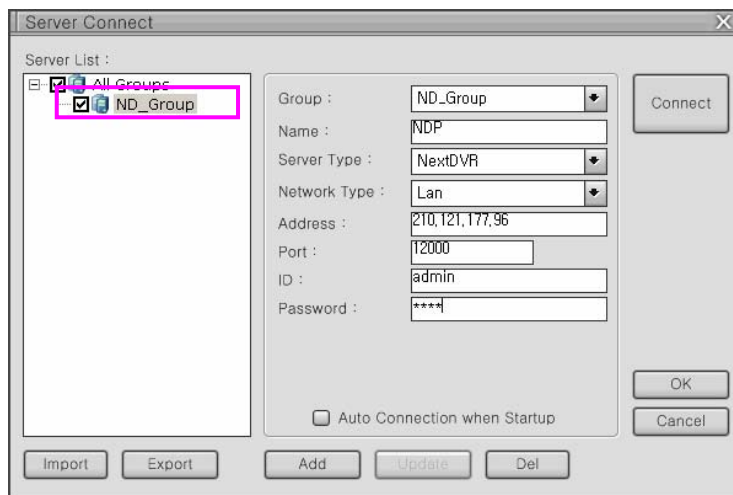 Server Connect
Server List :
All Groups
ND_Group
Group : ND_Group
Name : NDP
Server Type : NextDVR
Network Type : Lan
Address : 210,121,177,96
Port : 12000
ID : admin
Password : ****
Auto Connection when Startup
Connect
OK
Cancel
Import Export Add Update Del